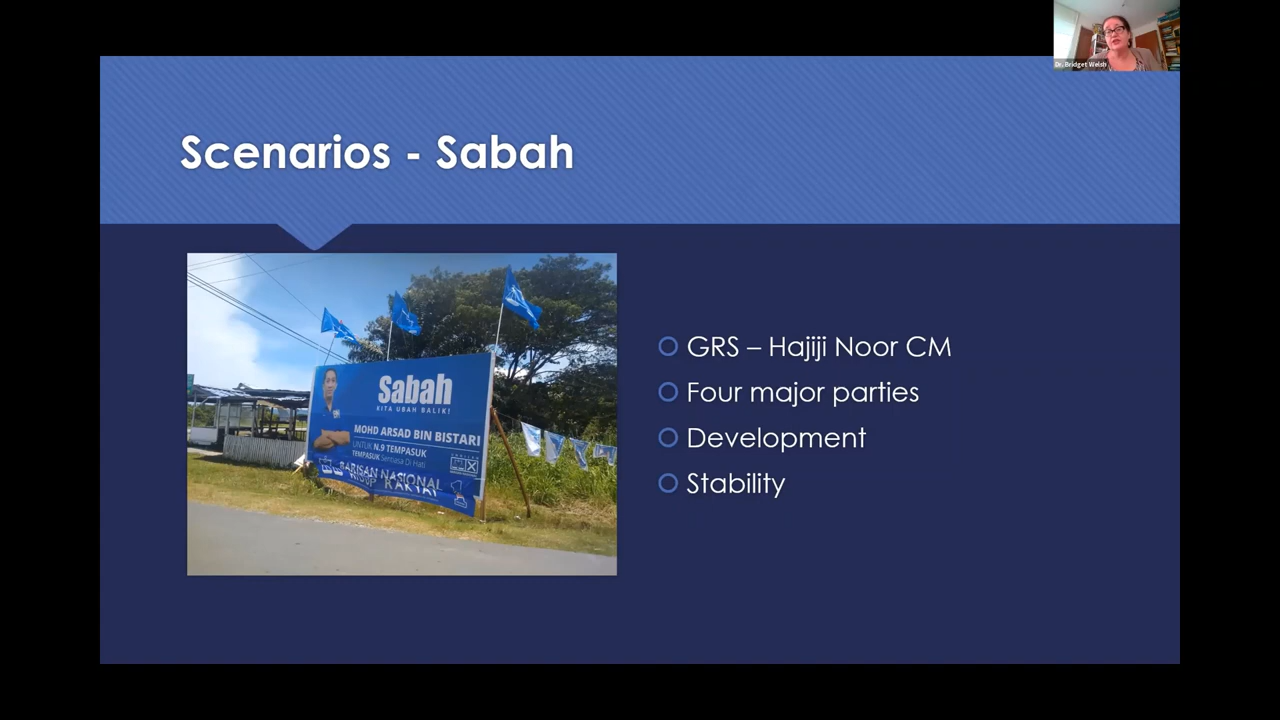 Dr. Bridget Welsh
Scenarios - Sabah
Sabah
KITA UBAH BALIK!
MOHD ARSAD BIN BISTARI
UNTUK N.9 TEMPASUK
TEMPASUK Sentiasa Di Hati
BARISAN NASIONAL
RAKYAT
GRS – Hajiji Noor CM
Four major parties
Development
Stability